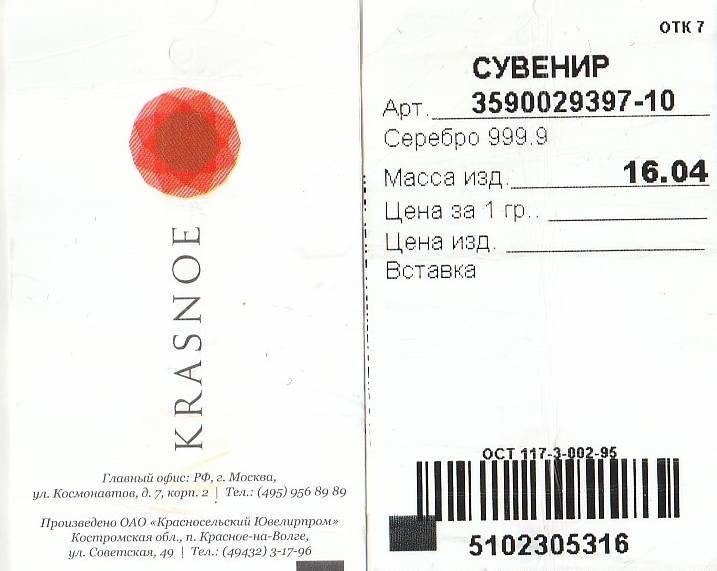 KRASNOE
Главный офис: РФ, г. Москва,
ул. Космонавтов, д. 7, корп. 2 | Тел.: (495) 956 89 89
Произведено ОАО «Красносельский Ювелирпром»
Костромская обл., п. Красное-на-Волге,
ул. Советская, 49 | Тел.: (49432) 3-17-96
ОТК 7
СУВЕНИР
Арт. 3590029397-10
Серебро 999.9
Масса изд. 16.04
Цена за 1 гр..
Цена изд.
Вставка
ОСТ 117-3-002-95
5102305316